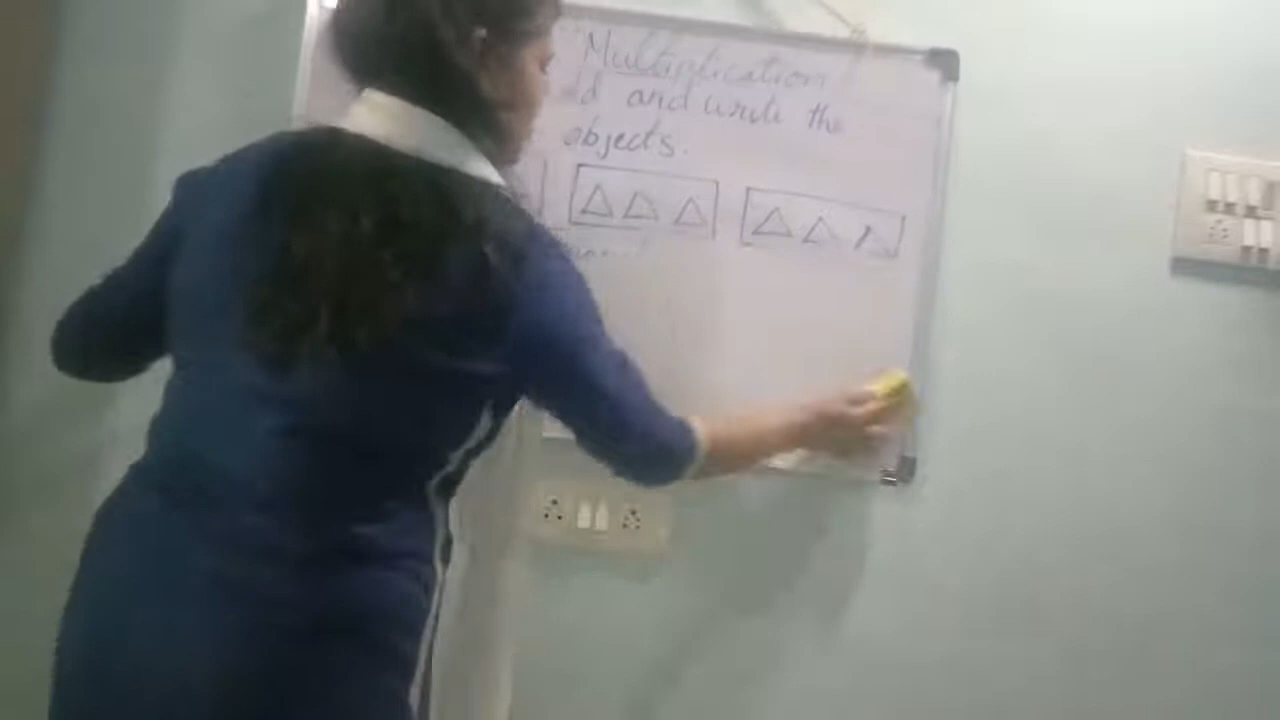 Multiplication
and write the
objects.